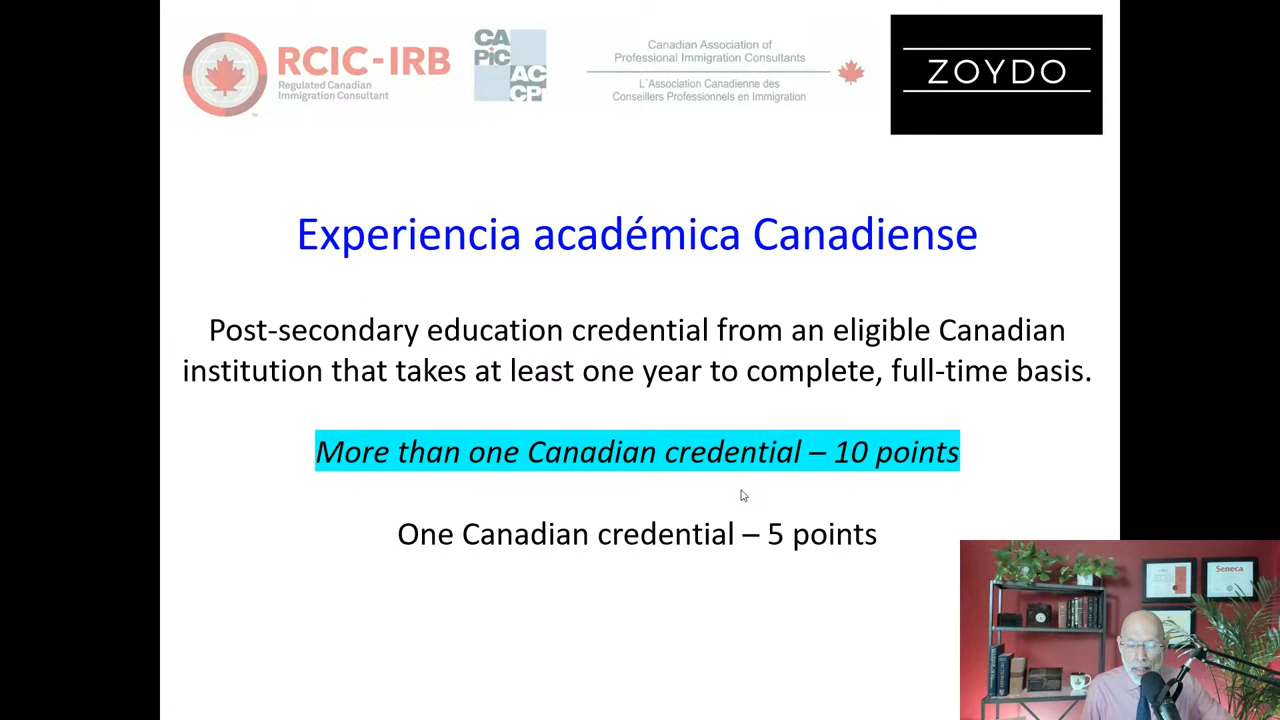 RCIC-IRB
Regulated Canadian
Immigration Consultant
CA
PiC
AC
CP
Canadian Association of
Professional Immigration Consultants
L´Association Canadienne des
Conseillers Professionnels en Immigration
ZOYDO
Experiencia académica Canadiense
Post-secondary education credential from an eligible Canadian
institution that takes at least one year to complete, full-time basis.
More than one Canadian credential – 10 points
One Canadian credential – 5 points
Seneca